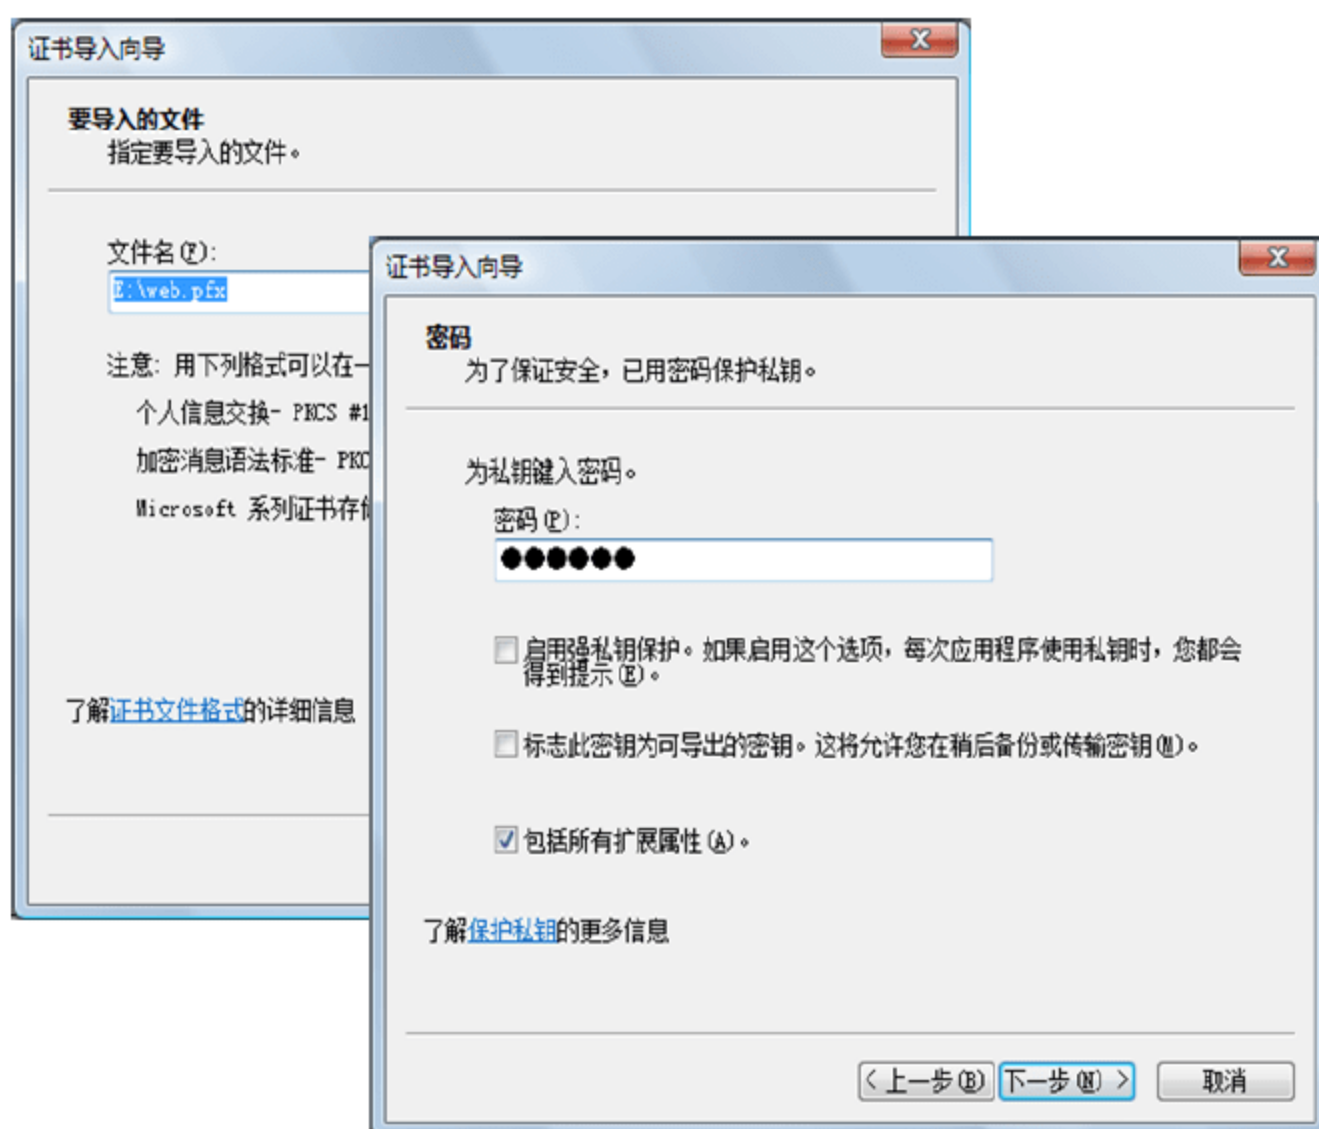 证书导入向导
要导入的文件
指定要导入的文件。
文件名(F):
E:\web.pfx
注意: 用下列格式可以在一
个人信息交换- PKCS #1
加密消息语法标准- PKC
Microsoft 系列证书存
了解证书文件格式的详细信息
证书导入向导
密码
为了保证安全，已用密码保护私钥。
为私钥键入密码。
密码(P):
启用强私钥保护。如果启用这个选项，每次应用程序使用私钥时，您都会
得到提示(E)。
标志此密钥为可导出的密钥。这将允许您在稍后备份或传输密钥(M)。
包括所有扩展属性(A)。
了解保护私钥的更多信息
< 上一步(B)
下一步(N) >
取消